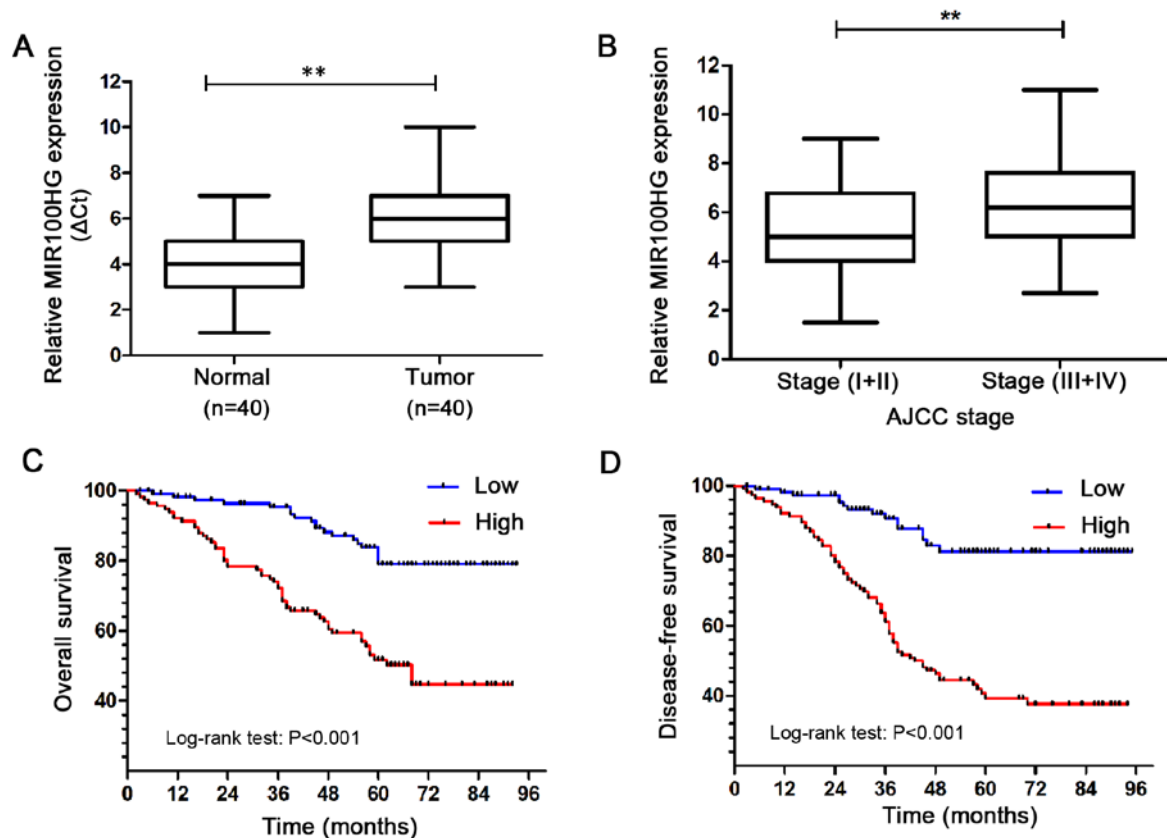 A
Relative MIR100HG expression
(ΔCt)
12
10
8
6
4
2
0
**
Normal
(n=40)
Tumor
(n=40)
B
Relative MIR100HG expression
12
10
8
6
4
2
0
**
Stage (I+II)
Stage (III+IV)
AJCC stage
C
Overall survival
100
80
60
40
Low
High
Log-rank test: P<0.001
0 12 24 36 48 60 72 84 96
Time (months)
D
Disease-free survival
100
80
60
40
Low
High
Log-rank test: P<0.001
0 12 24 36 48 60 72 84 96
Time (months)